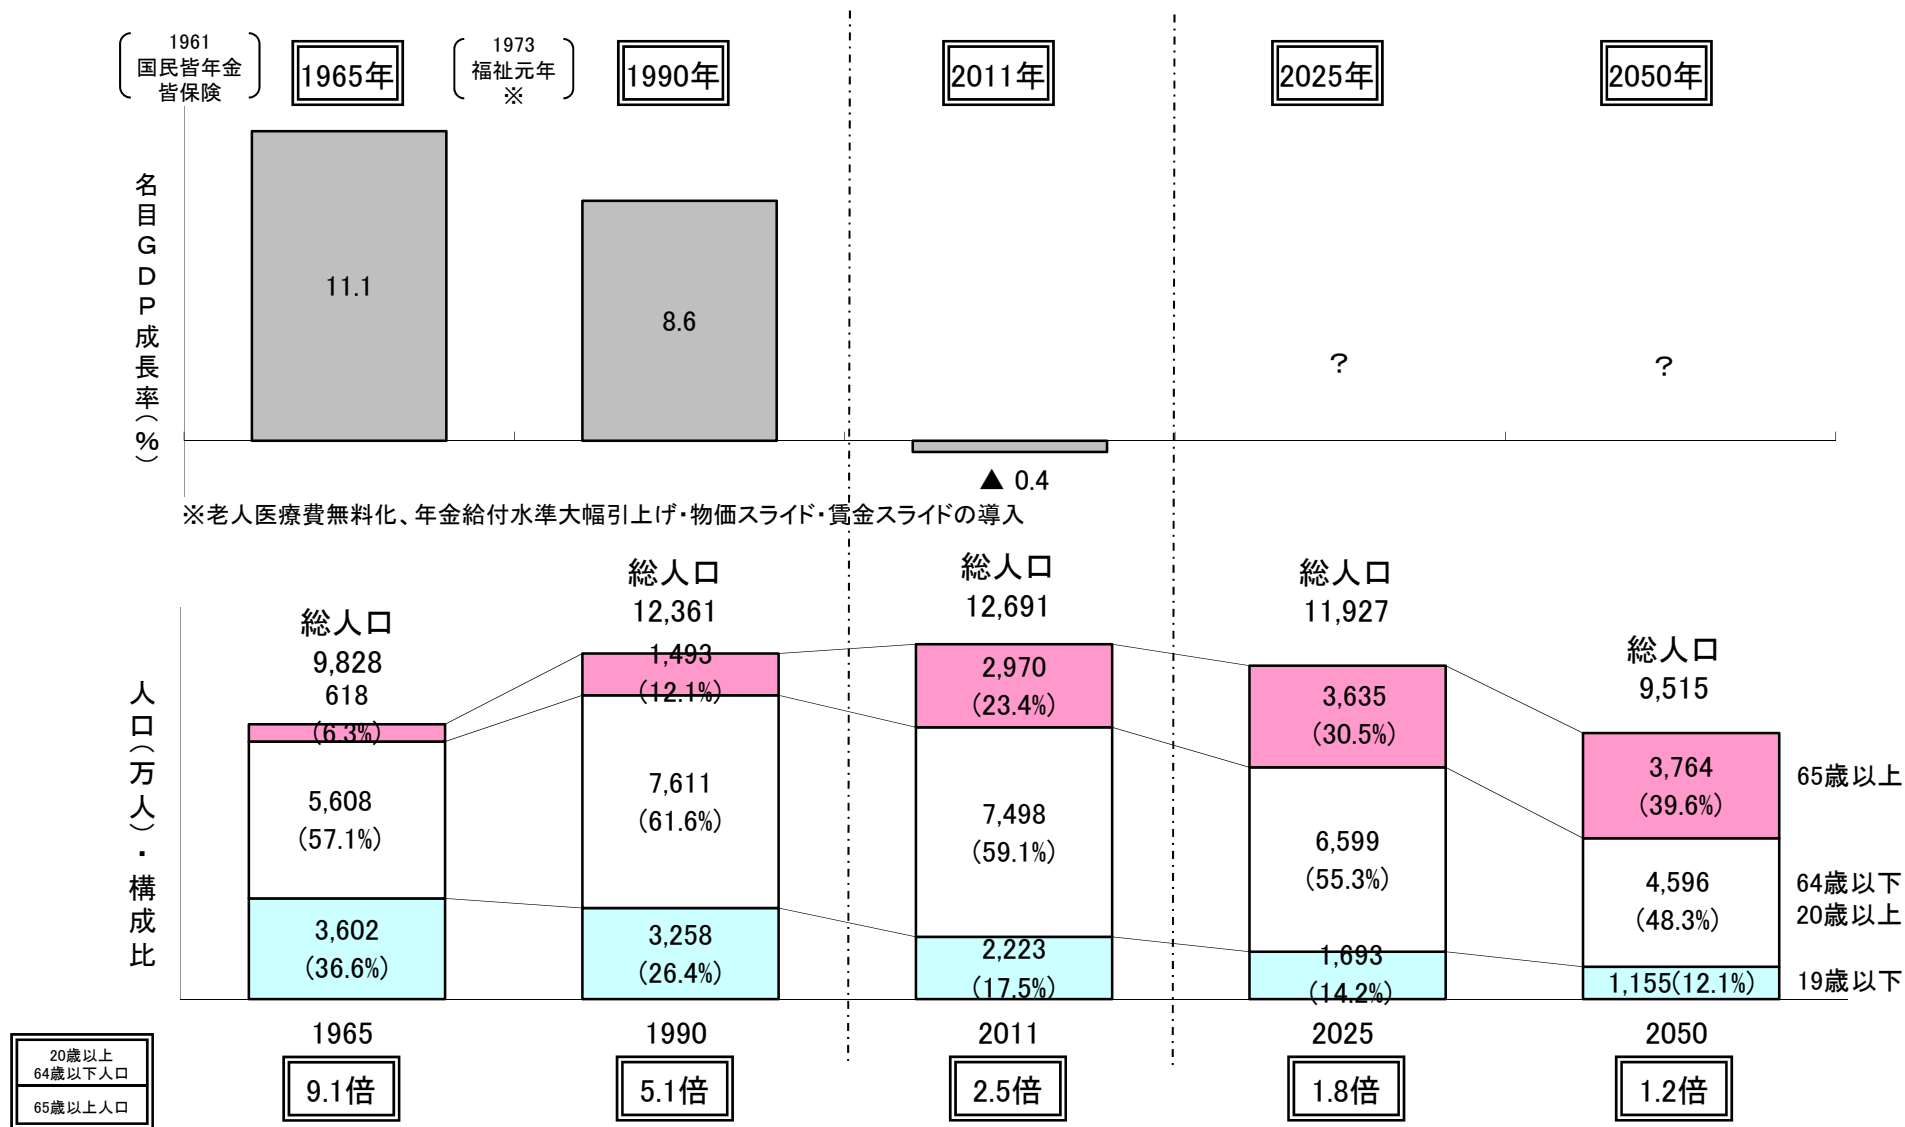 1961
国民皆年金
皆保険
1965年
1973
福祉元年
※
1990年
2011年
2025年
2050年
名目GDP成長率(%)
11.1
8.6
▲ 0.4
?
?
※老人医療費無料化、年金給付水準大幅引上げ・物価スライド・賃金スライドの導入
人口(万人)・構成比
総人口
9,828
618
(6.3%)
5,608
(57.1%)
3,602
(36.6%)
総人口
12,361
1,493
(12.1%)
7,611
(61.6%)
3,258
(26.4%)
総人口
12,691
2,970
(23.4%)
7,498
(59.1%)
2,223
(17.5%)
総人口
11,927
3,635
(30.5%)
6,599
(55.3%)
1,693
(14.2%)
総人口
9,515
3,764
(39.6%)
4,596
(48.3%)
1,155(12.1%)
65歳以上
64歳以下
20歳以上
19歳以下
1965
1990
2011
2025
2050
20歳以上
64歳以下人口
65歳以上人口
9.1倍
5.1倍
2.5倍
1.8倍
1.2倍